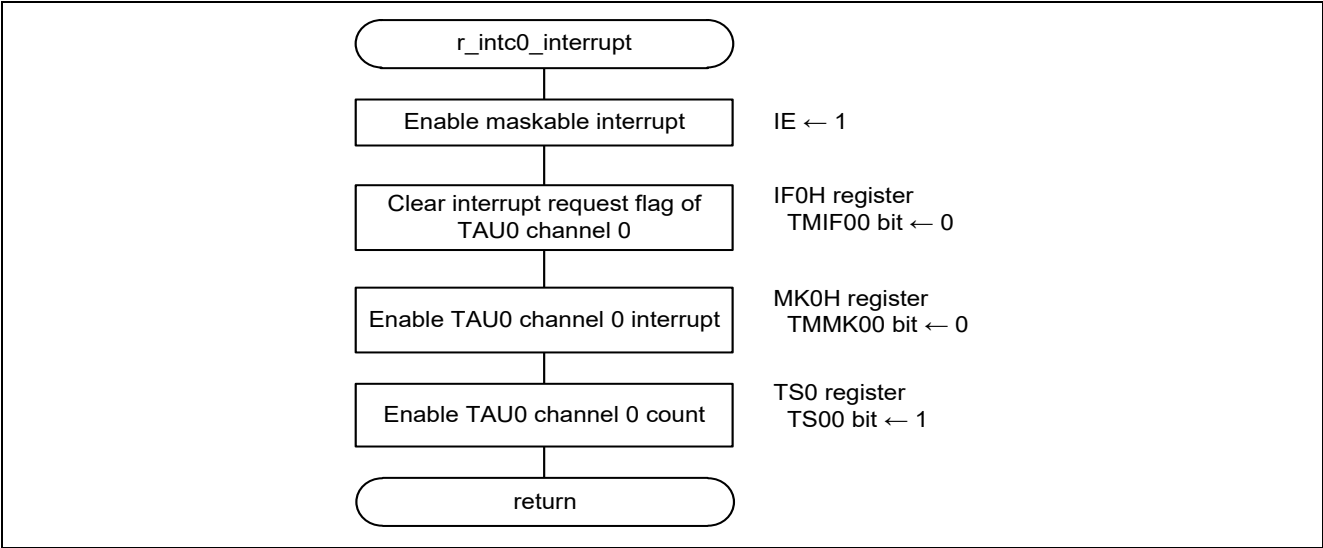 r_intc0_interrupt
Enable maskable interrupt
IE ← 1
Clear interrupt request flag of
TAU0 channel 0
IF0H register
TMIF00 bit ← 0
Enable TAU0 channel 0 interrupt
MK0H register
TMMK00 bit ← 0
Enable TAU0 channel 0 count
TS0 register
TS00 bit ← 1
return